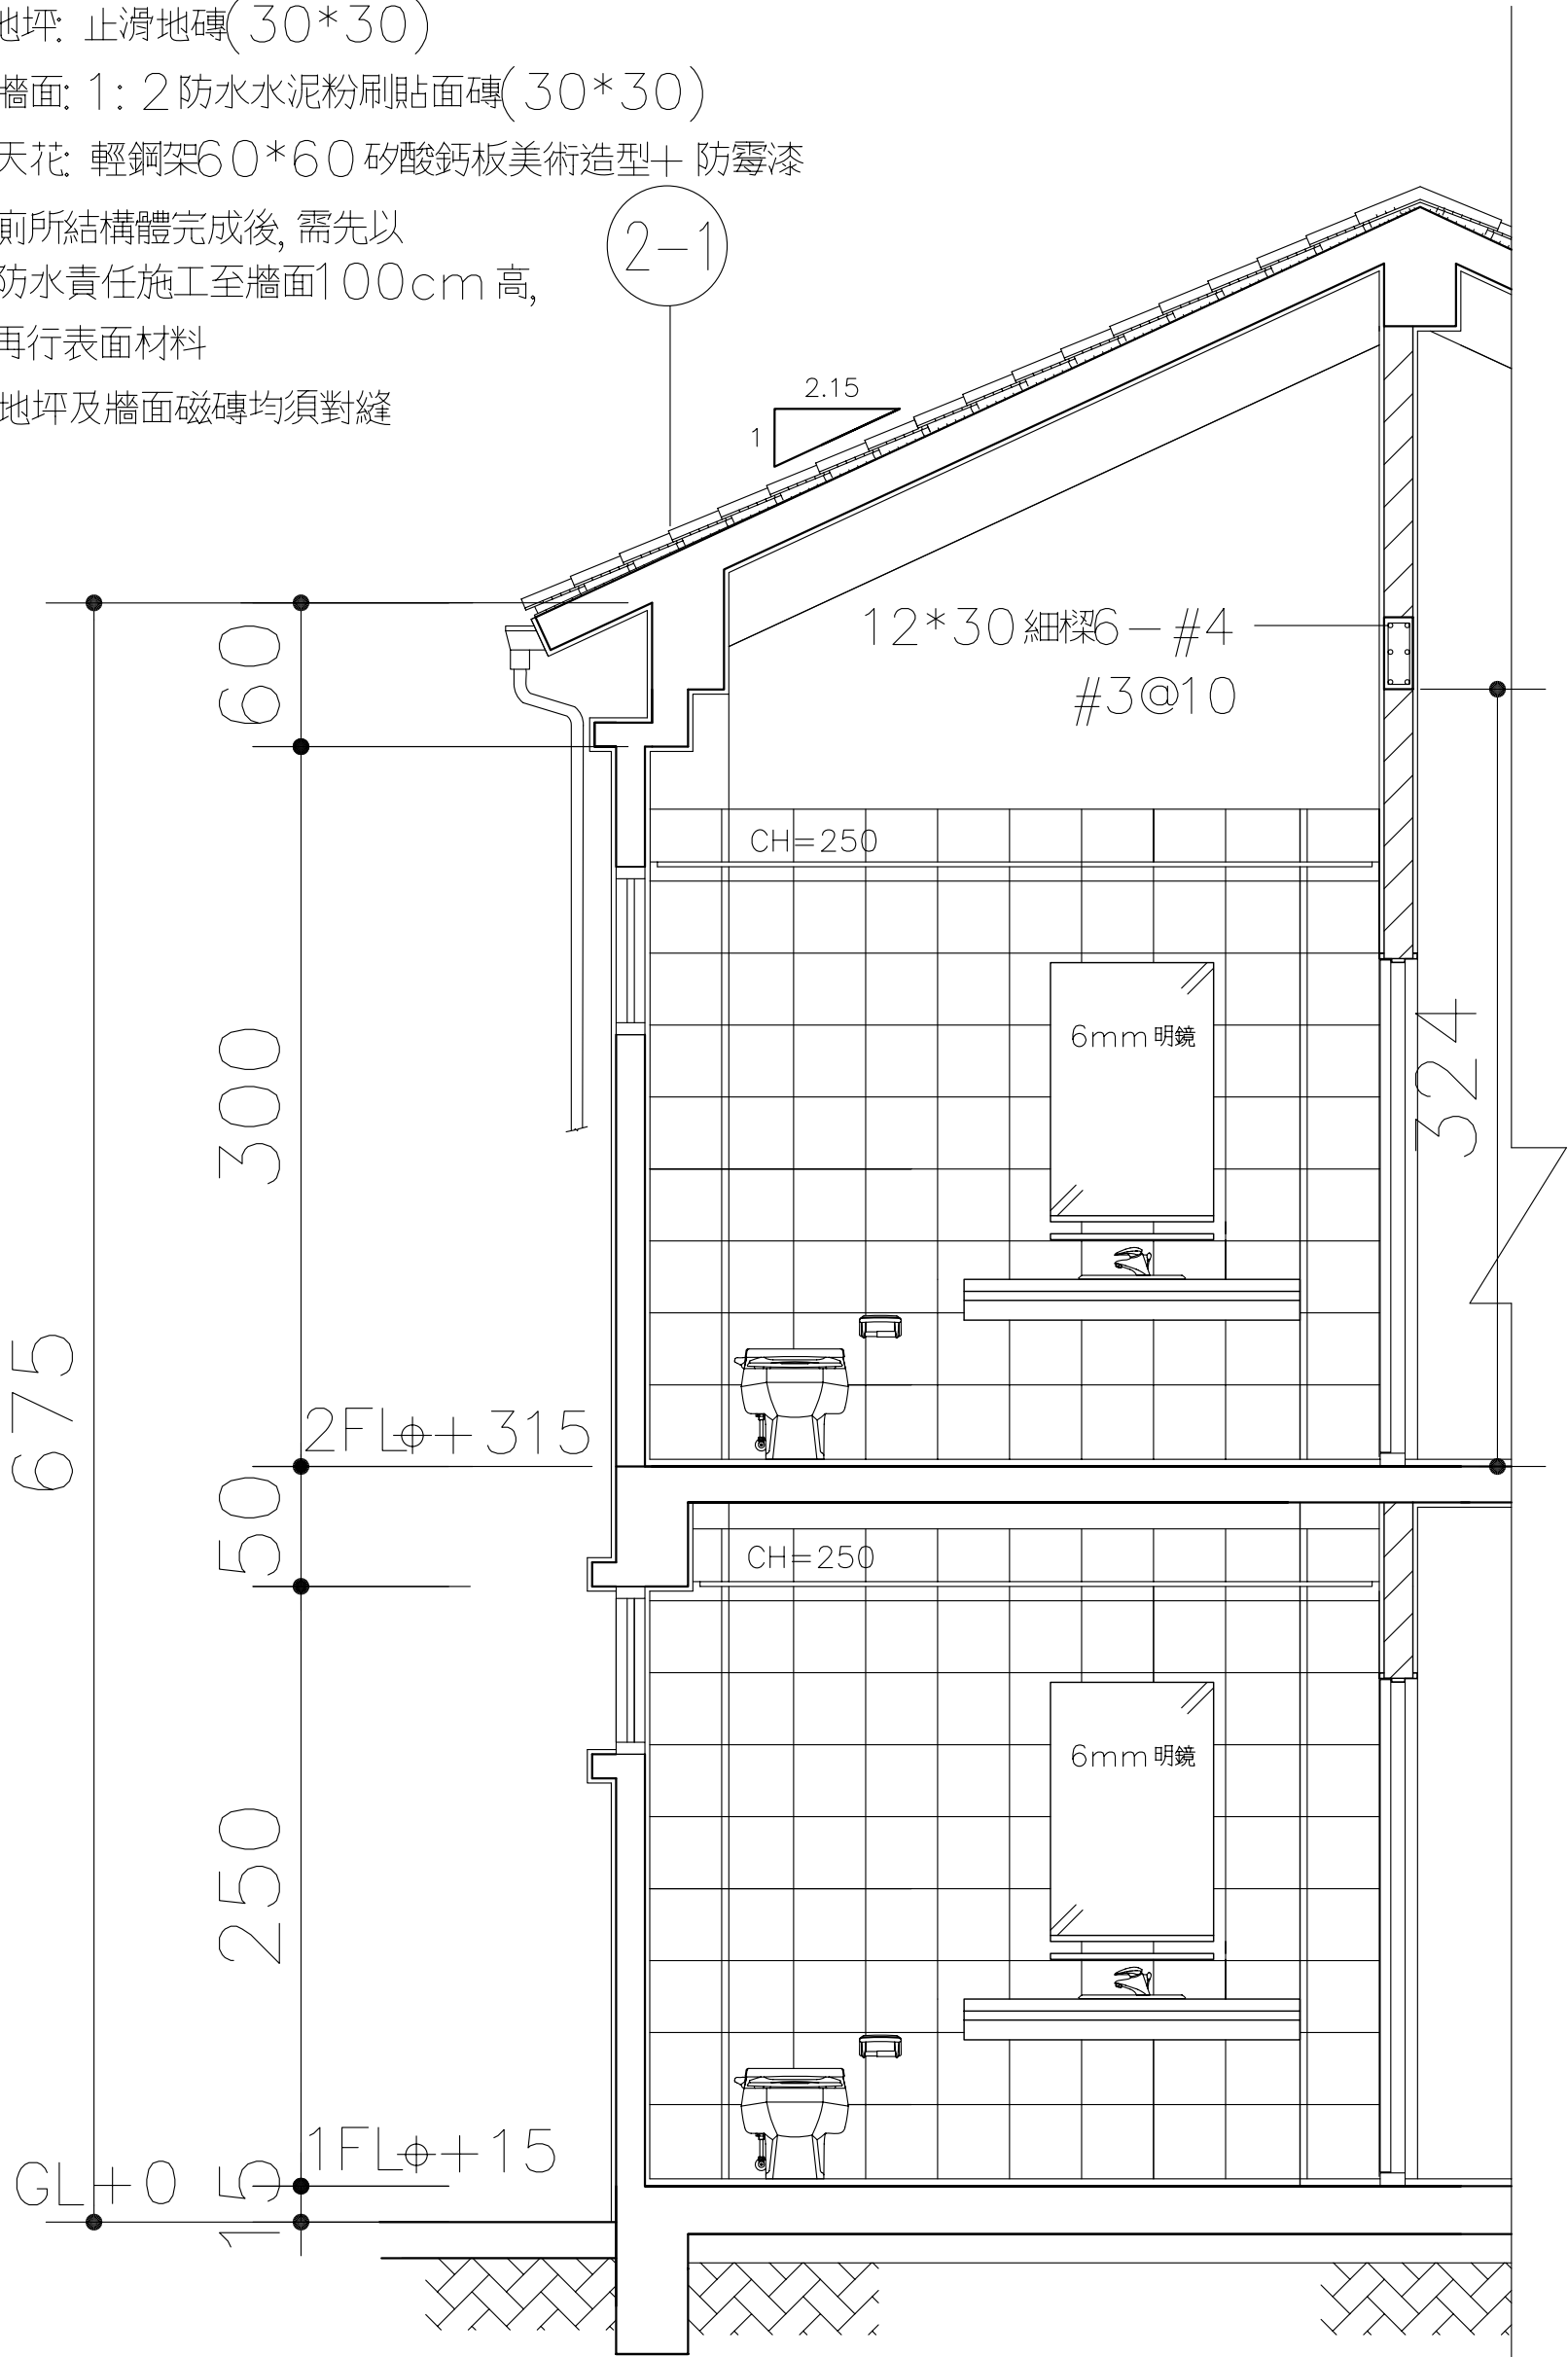 地坪: 止滑地磚(30*30)
牆面: 1: 2防水水泥粉刷貼面磚(30*30)
天花: 輕鋼架60*60矽酸鈣板美術造型+ 防霉漆
廁所結構體完成後, 需先以
防水責任施工至牆面100cm高,
再行表面材料
地坪及牆面磁磚均須對縫
2-1
2.15
1
12*30細樑6-#4
#3@10
60
CH=250
6mm明鏡
300
324
675
2FL+315
50
CH=250
6mm明鏡
250
1FL+15
GL+0
15